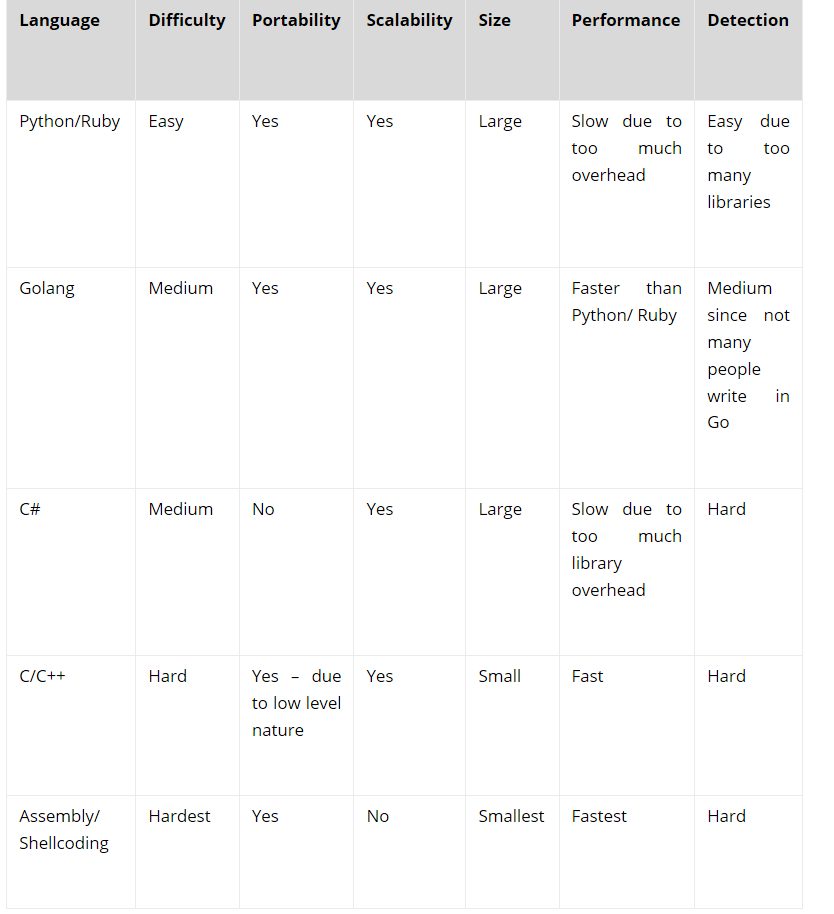 Language Difficulty Portability Scalability Size Performance Detection
Python/Ruby Easy Yes Yes Large Slow due to Easy due
too much to too
overhead many
libraries
Golang Medium Yes Yes Large Faster than Medium
Python/ Ruby since not
many
people
write in
Go
C# Medium No Yes Large Slow due to Hard
too much
library
overhead
C/C++ Hard Yes – due Yes Small Fast Hard
to low level
nature
Assembly/ Hardest Yes No Smallest Fastest Hard
Shellcoding